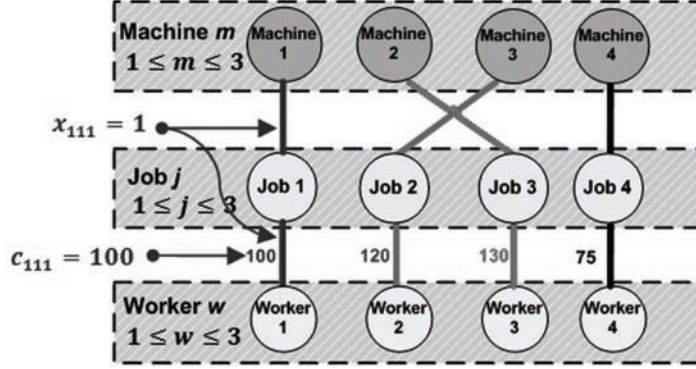 Machine m
1 ≤ m ≤ 3
Machine
1
Machine
2
Machine
3
Machine
4
x₁₁₁ = 1
Job j
1 ≤ j ≤ 3
Job 1
Job 2
Job 3
Job 4
c₁₁₁ = 100
100
120
130
75
Worker w
1 ≤ w ≤ 3
Worker
1
Worker
2
Worker
3
Worker
4